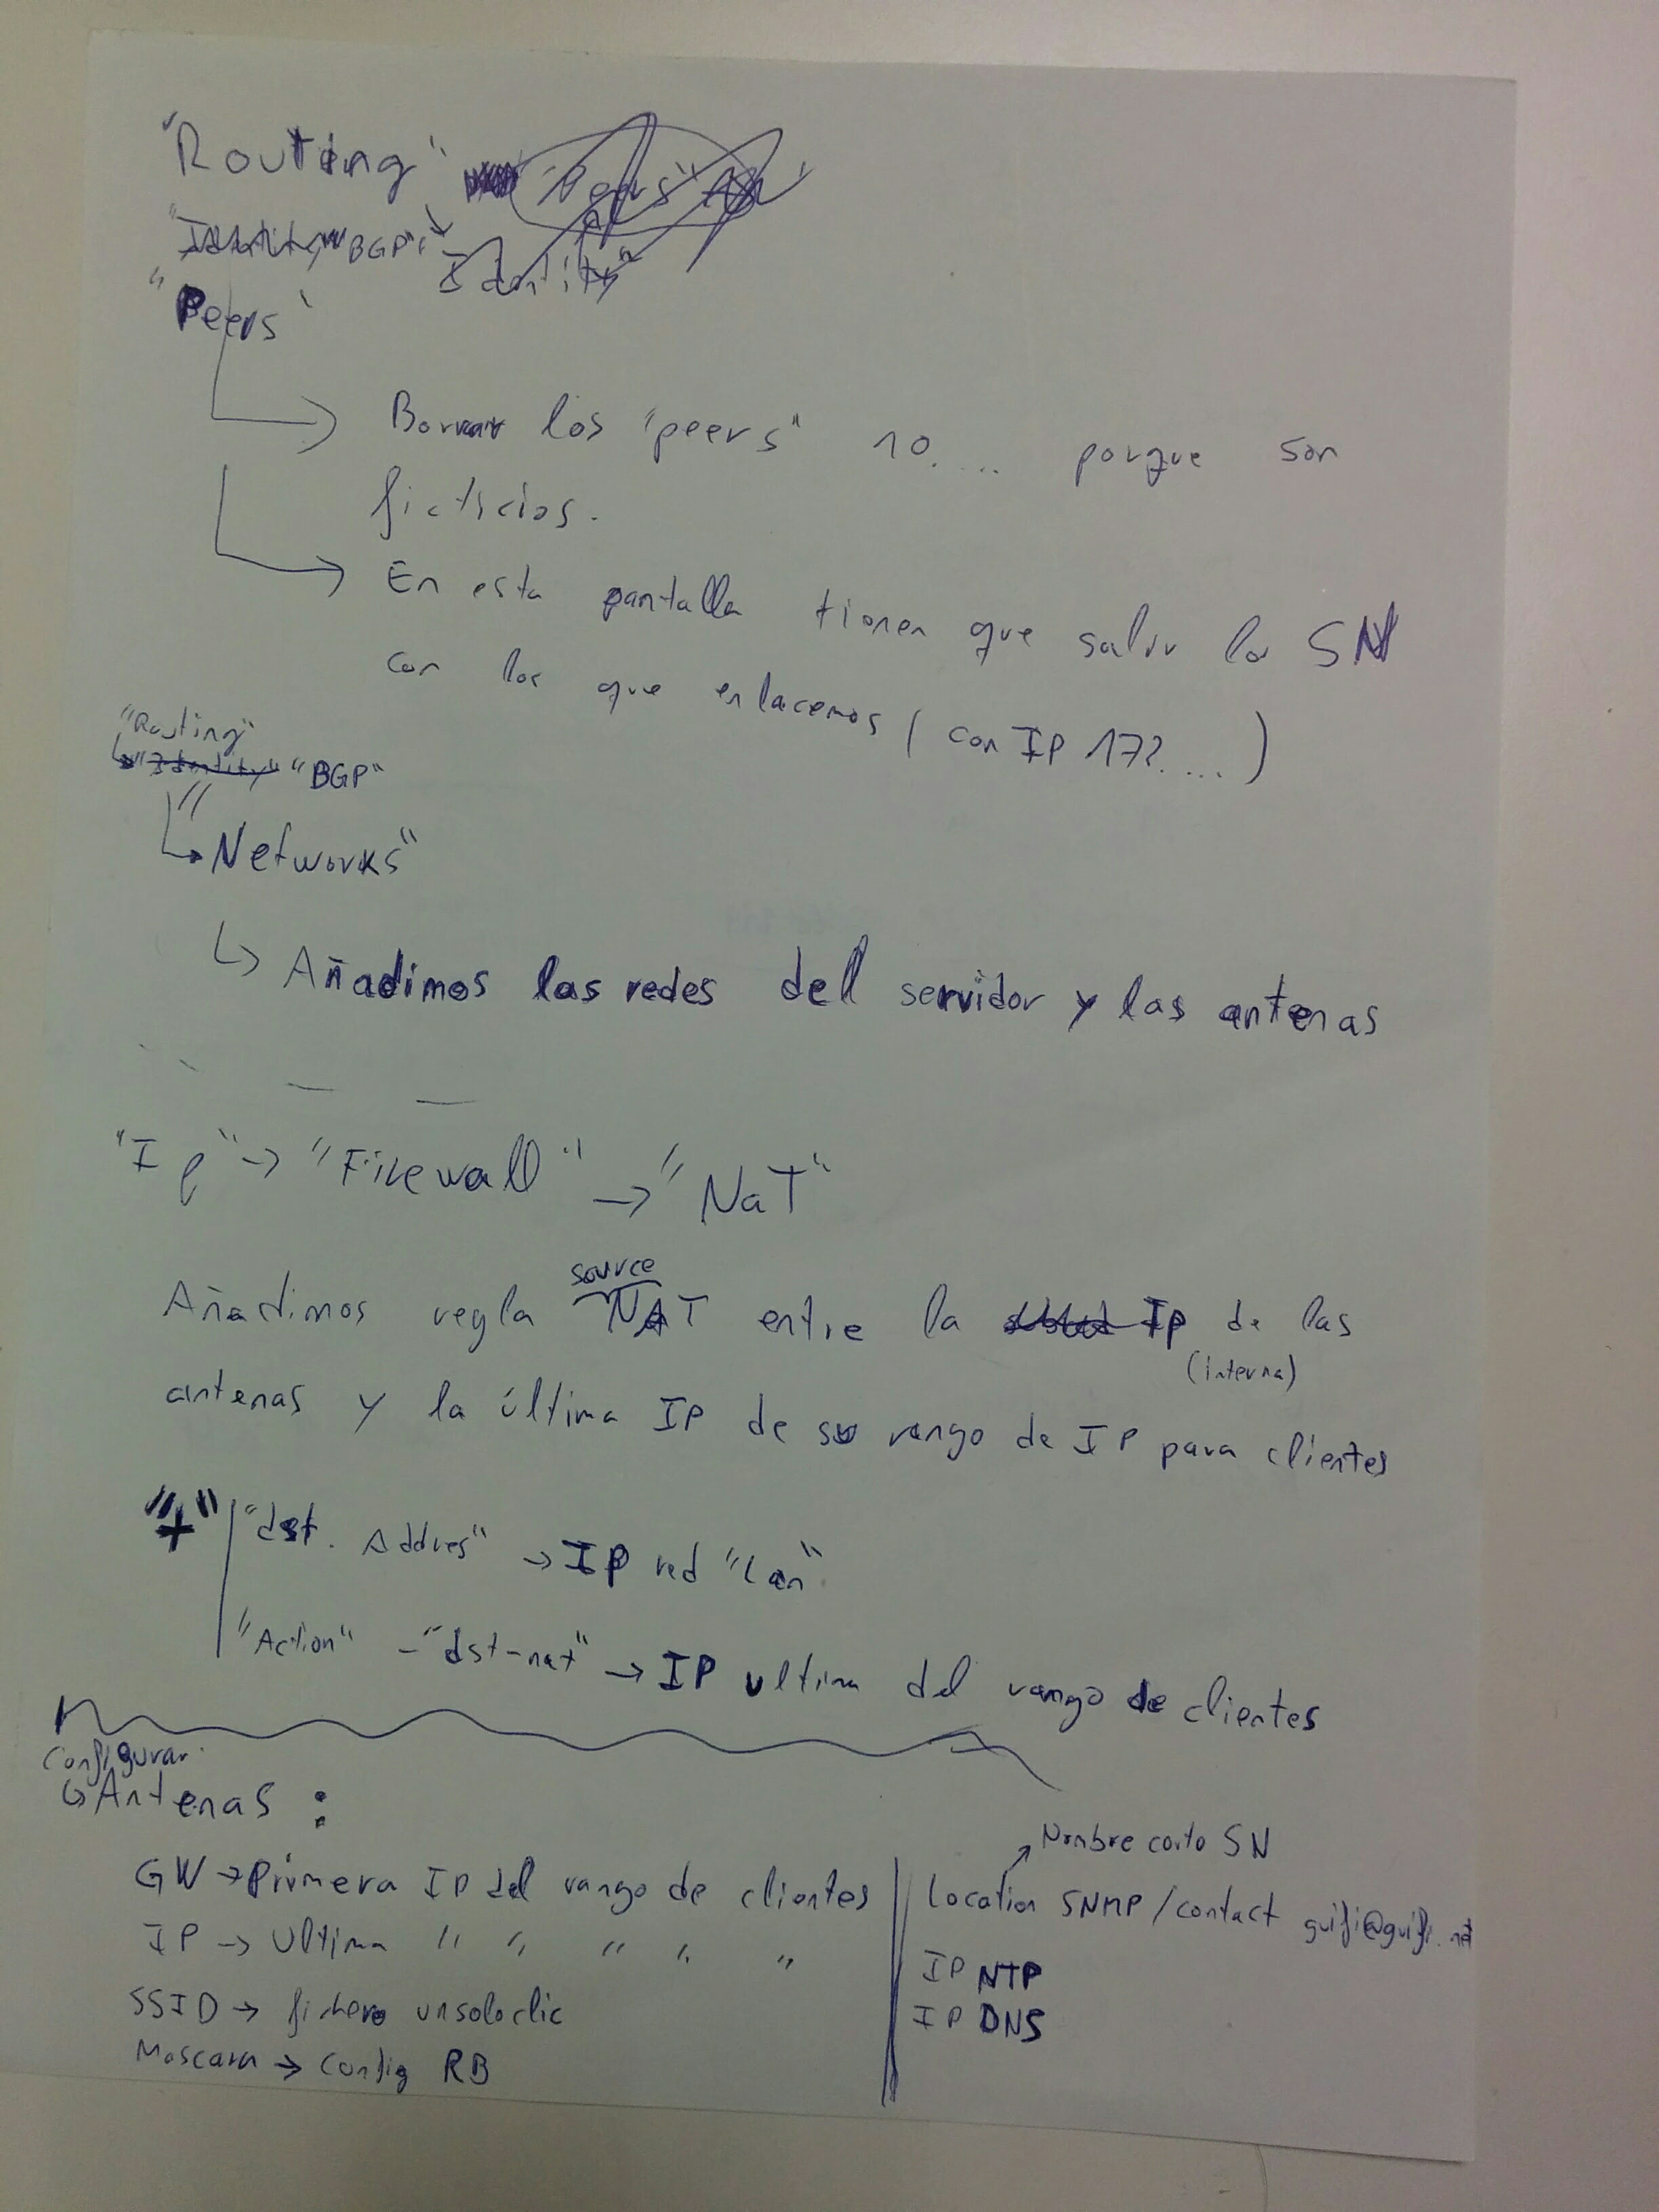 "Routing"
"BGP"
"Peers"
Borrar los "peers" 10.... porque son
ficticios.
En esta pantalla tienen que salir lo SN
con los que enlacemos (con IP 172....)
"Routing"
"Identity" "BGP"
"Networks"
Añadimos las redes del servidor y las antenas
"Ip" → "Firewall" → "NaT"
source
Añadimos regla NAT entre la Ip de las
(interna)
antenas y la última IP de su rango de IP para clientes
"+" "dst. Addres" → IP red "Lan"
"Action" - "dst-nat" → IP ultima del rango de clientes
Configurar
↳ Antenas :
GW → Primera IP del rango de clientes
IP → Ultima " " " " "
SSID → fichero unsoloclic
Mascara → Config RB
Nombre corto SN
Location SNMP / contact guifi@guifi.net
IP NTP
IP DNS